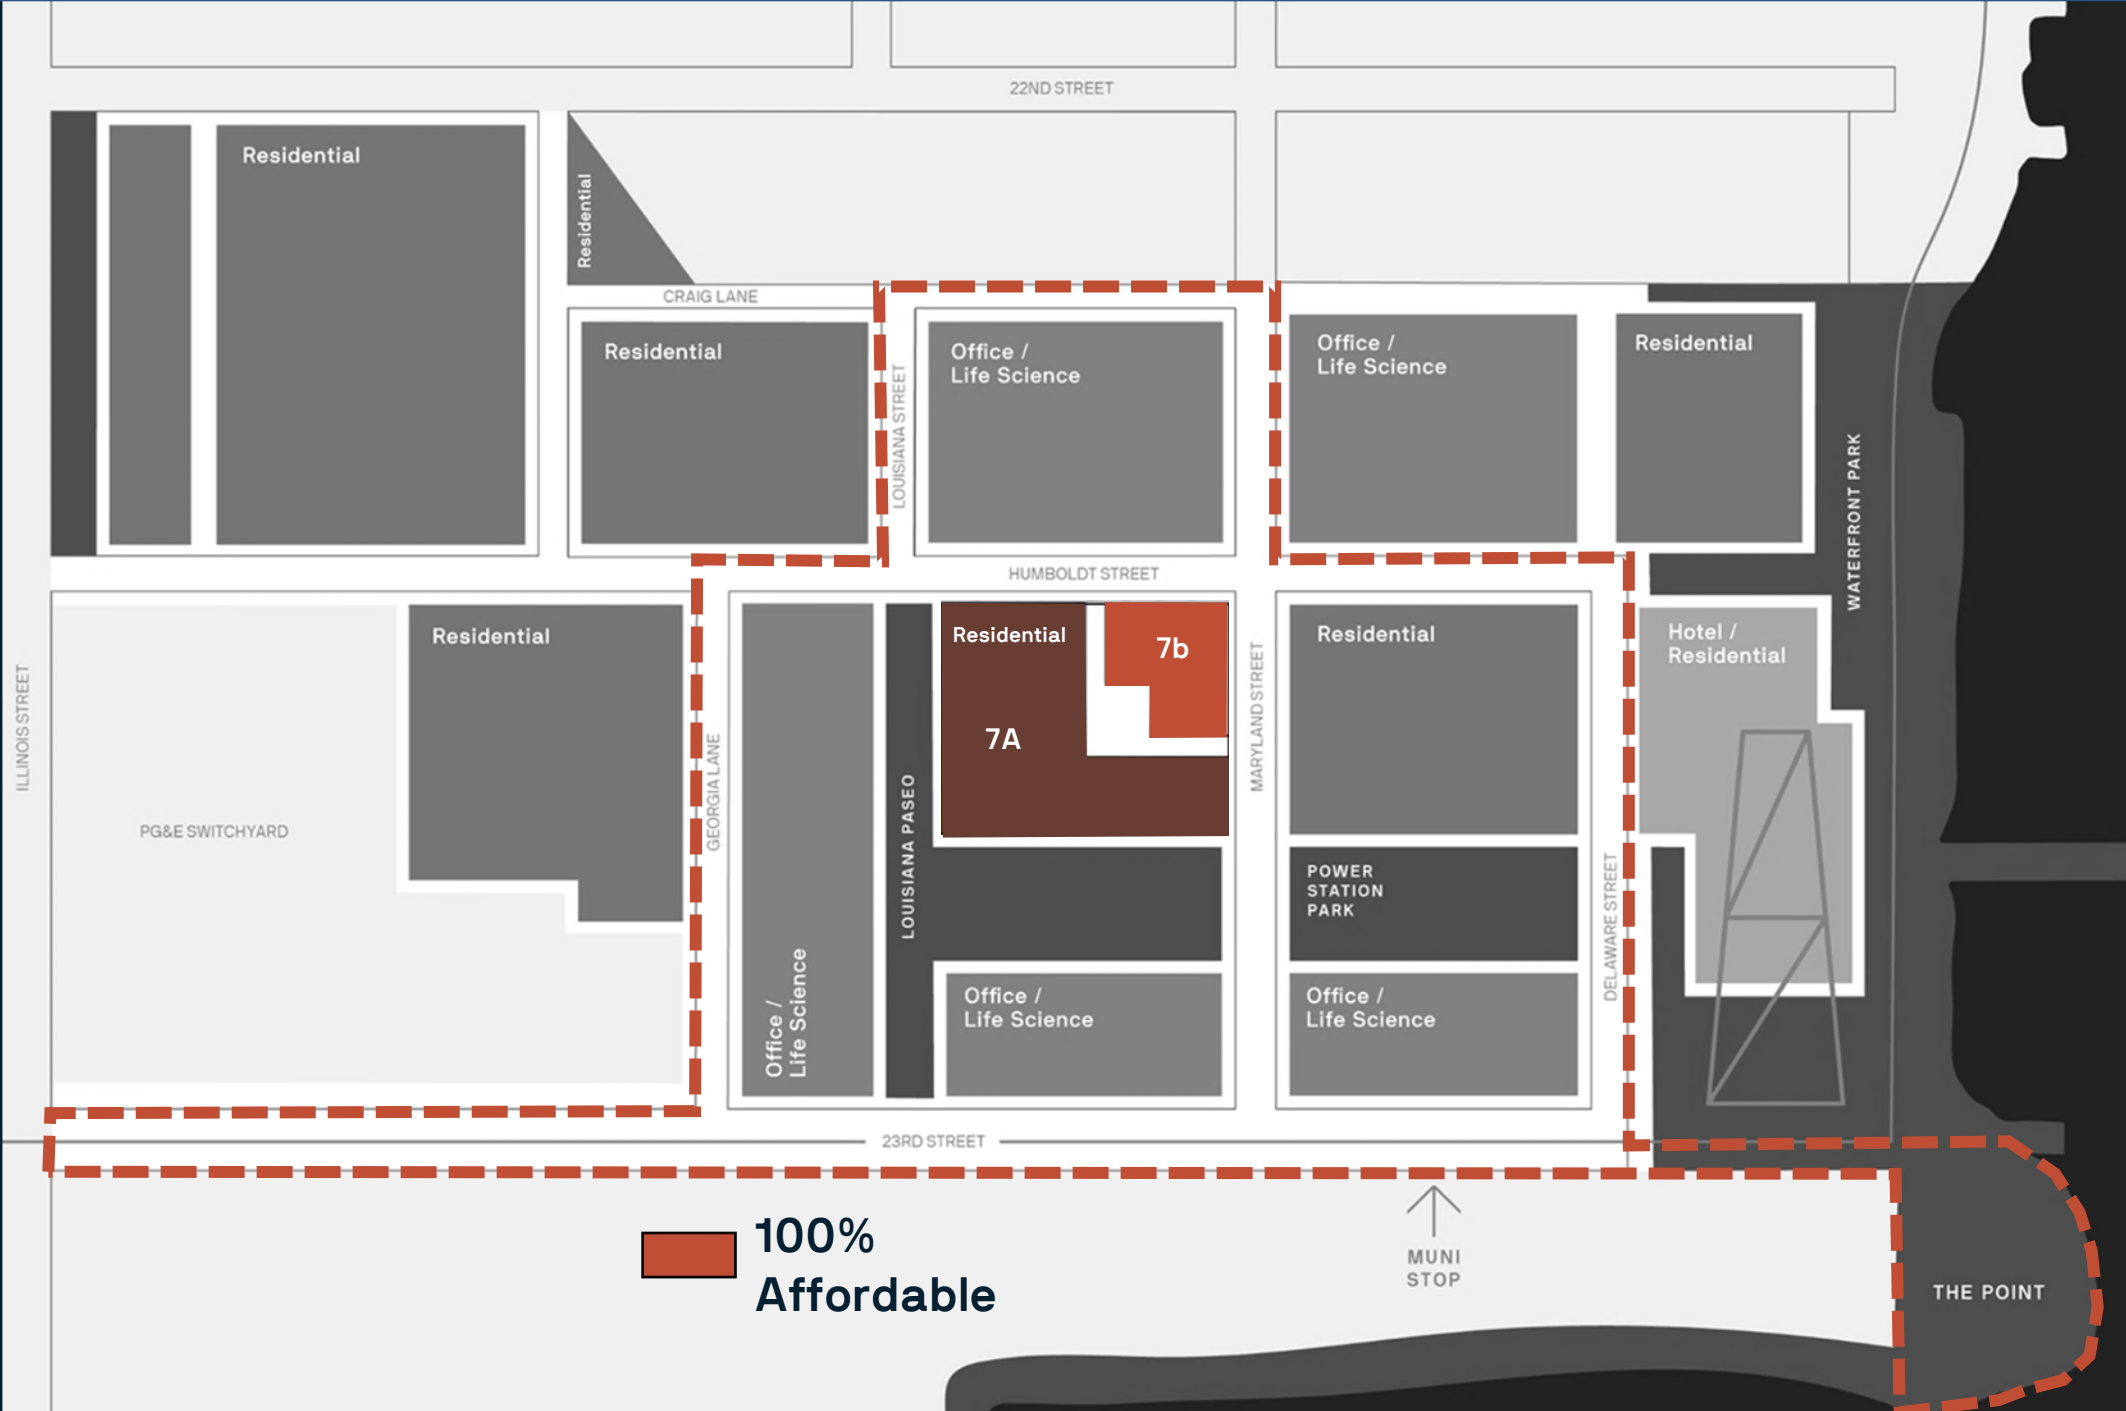 22ND STREET
Residential
Residential
CRAIG LANE
Residential
LOUISIANA STREET
Office /
Life Science
Office /
Life Science
Residential
WATERFRONT PARK
HUMBOLDT STREET
ILLINOIS STREET
Residential
PG&E SWITCHYARD
GEORGIA LANE
Office /
Life Science
LOUISIANA PASEO
Residential
7A
7b
MARYLAND STREET
Residential
Hotel /
Residential
POWER
STATION
PARK
DELAWARE STREET
Office /
Life Science
Office /
Life Science
23RD STREET
100%
Affordable
MUNI
STOP
THE POINT